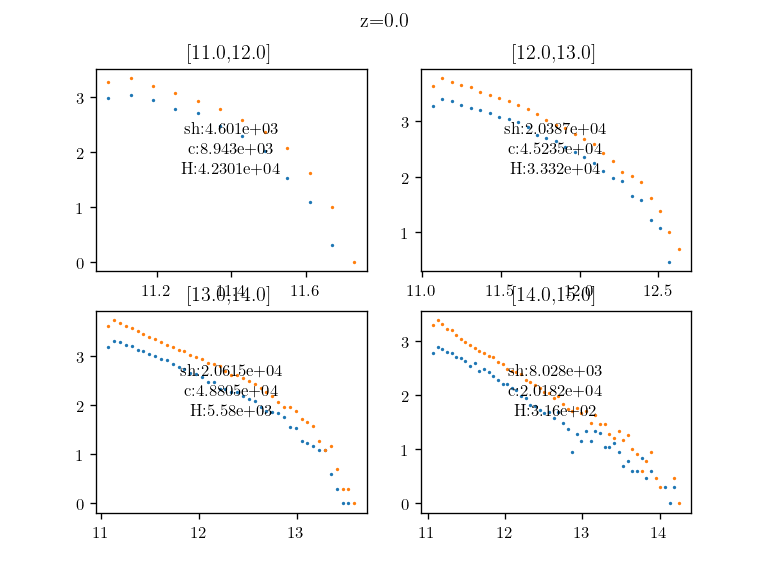 z=0.0
[11.0,12.0]
[12.0,13.0]
3
2
1
0
sh:4.601e+03
c:8.943e+03
H:4.2301e+04
11.2 11.4 11.6
3
2
1
sh:2.0387e+04
c:4.5235e+04
H:3.332e+04
11.0 11.5 12.0 12.5
[13.0,14.0]
[14.0,15.0]
3
2
1
0
sh:2.0615e+04
c:4.8805e+04
H:5.58e+03
11 12 13
3
2
1
0
sh:8.028e+03
c:2.0182e+04
H:3.16e+02
11 12 13 14